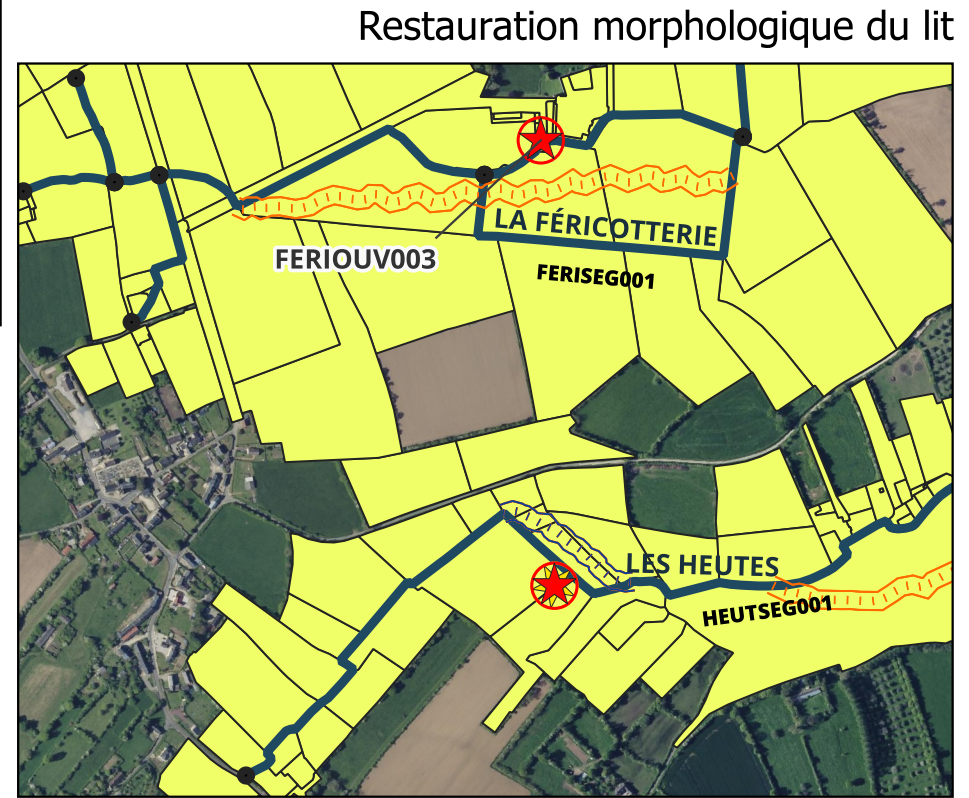 Restauration morphologique du lit
LA FÉRICOTTERIE
FERIOUV003
FERISEG001
LES HEUTES
HEUTSEG001